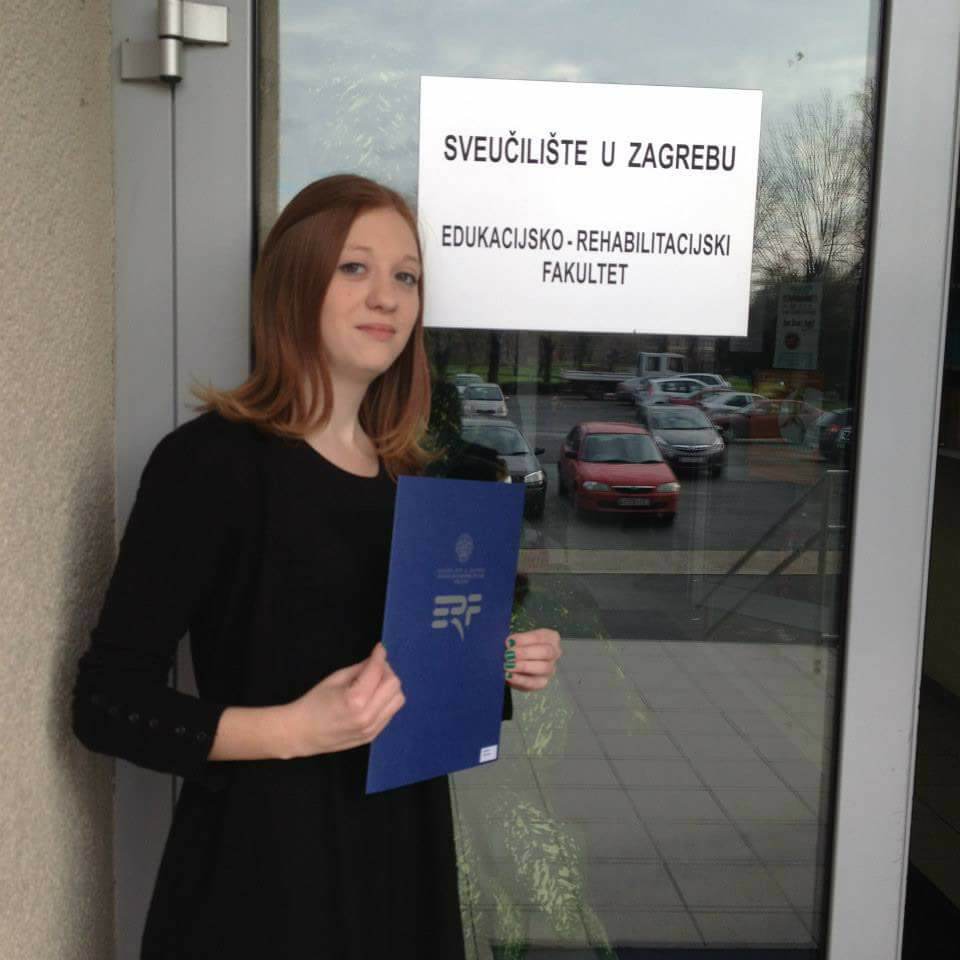 SVEUČILIŠTE U ZAGREBU
EDUKACIJSKO - REHABILITACIJSKI
FAKULTET
ERF